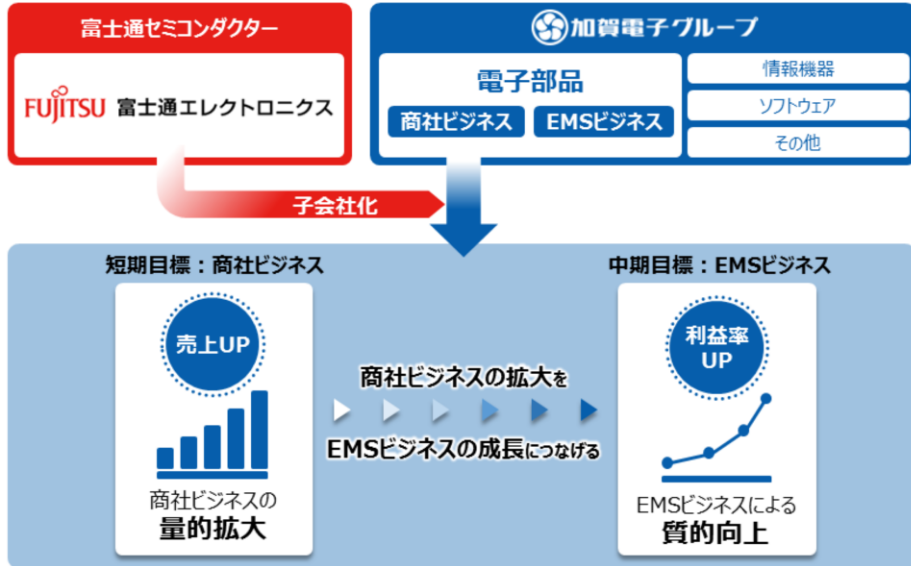 富士通セミコンダクター
FUJITSU 富士通エレクトロニクス
加賀電子グループ
電子部品
商社ビジネス
EMSビジネス
情報機器
ソフトウェア
その他
子会社化
短期目標：商社ビジネス
売上UP
商社ビジネスの
量的拡大
商社ビジネスの拡大を
EMSビジネスの成長につなげる
中期目標：EMSビジネス
利益率
UP
EMSビジネスによる
質的向上